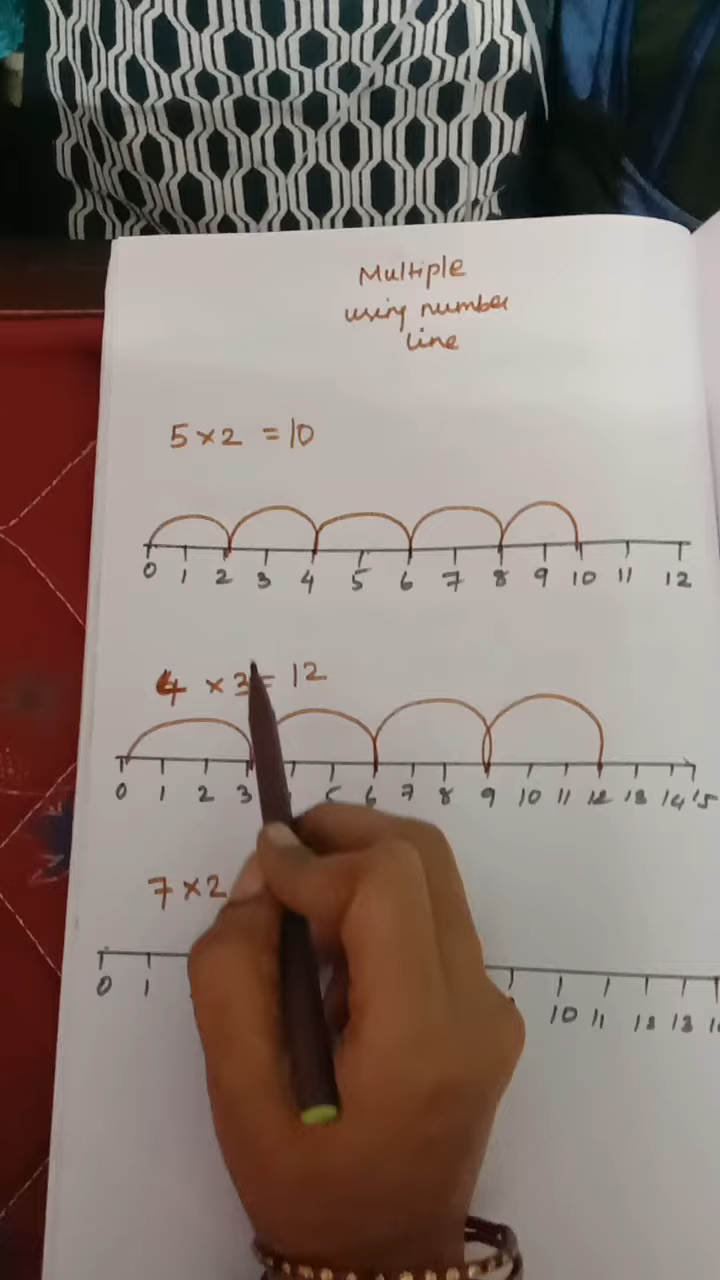 Multiple
using number
line
5 × 2 = 10
0 1 2 3 4 5 6 7 8 9 10 11 12
4 × 3 = 12
0 1 2 3 6 7 8 9 10 11 12 13 14 15
7 × 2
0 1 10 11 12 13